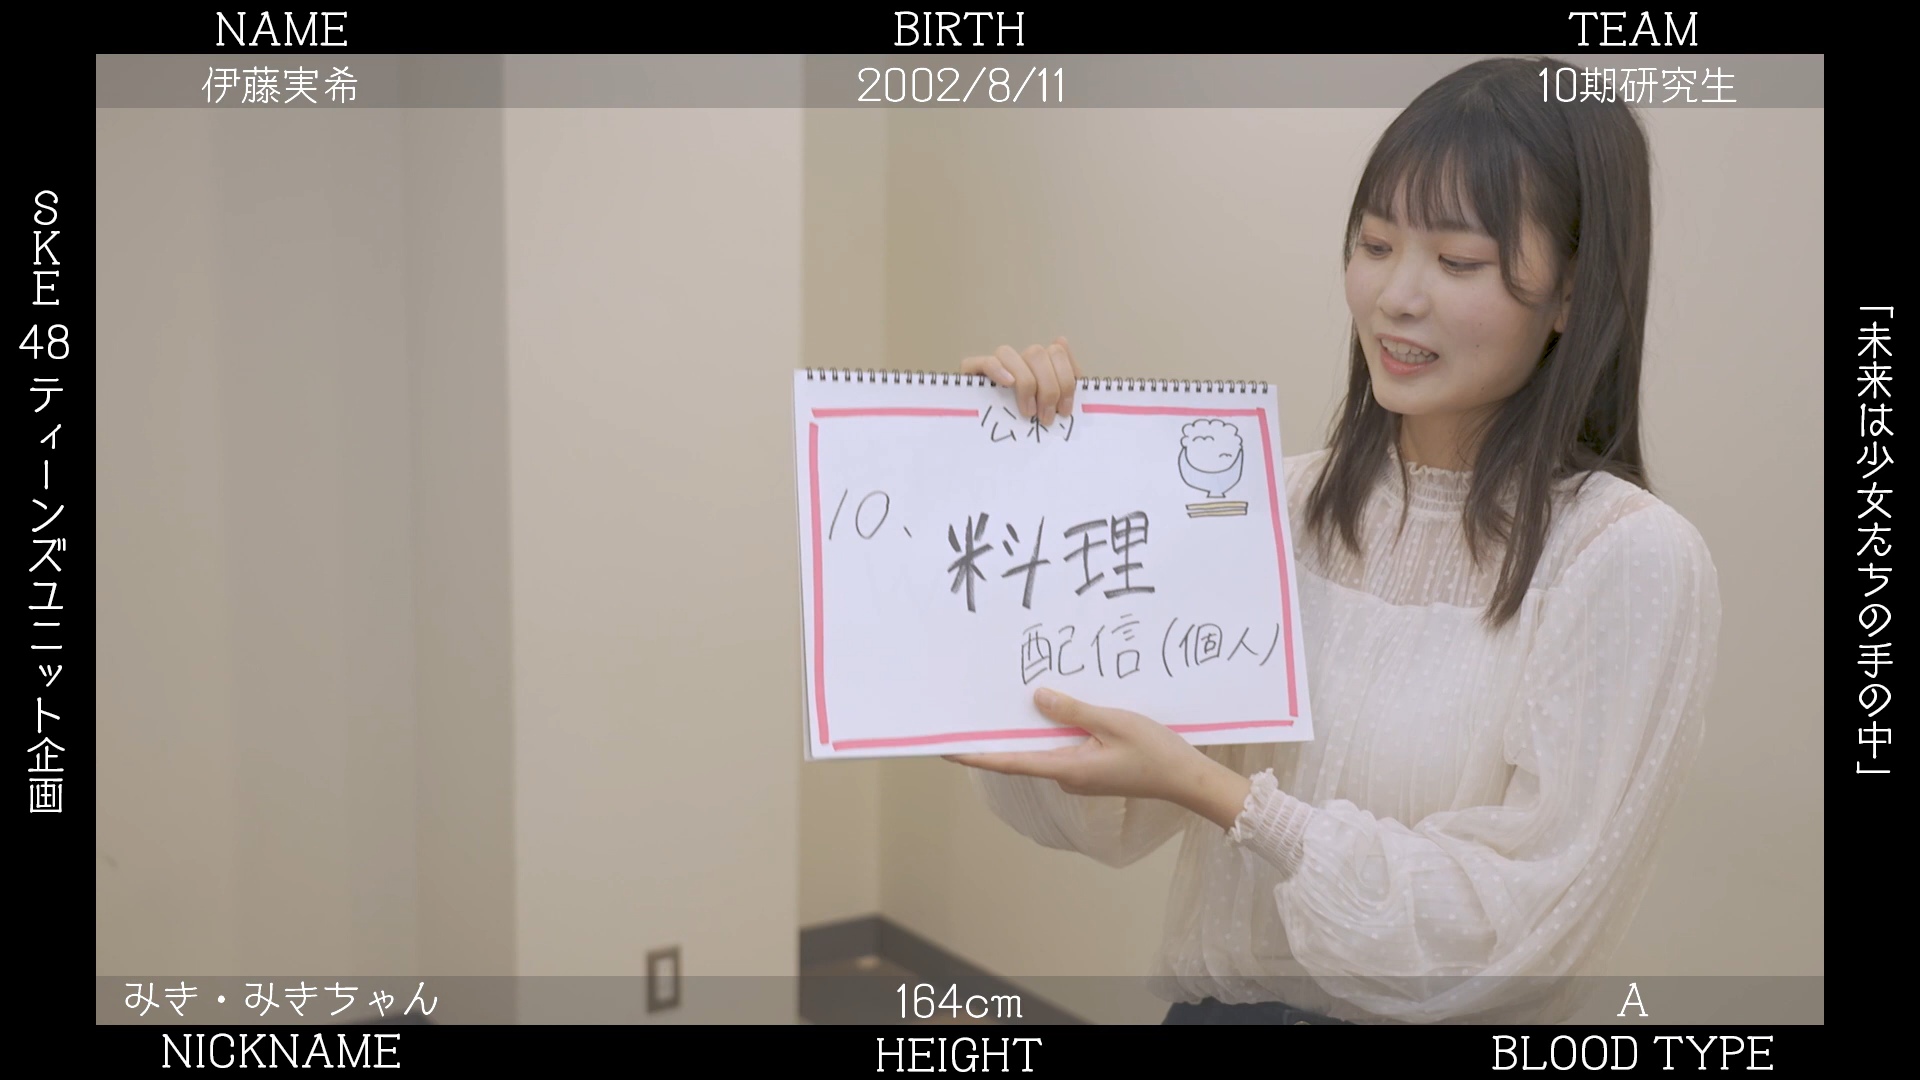 NAME
伊藤実希
BIRTH
2002/8/11
TEAM
10期研究生
SKE48ティーンズユニット企画
公約
10、
料理
配信(個人)
「未来は少女たちの手の中」
みき・みきちゃん
NICKNAME
164cm
HEIGHT
A
BLOOD TYPE